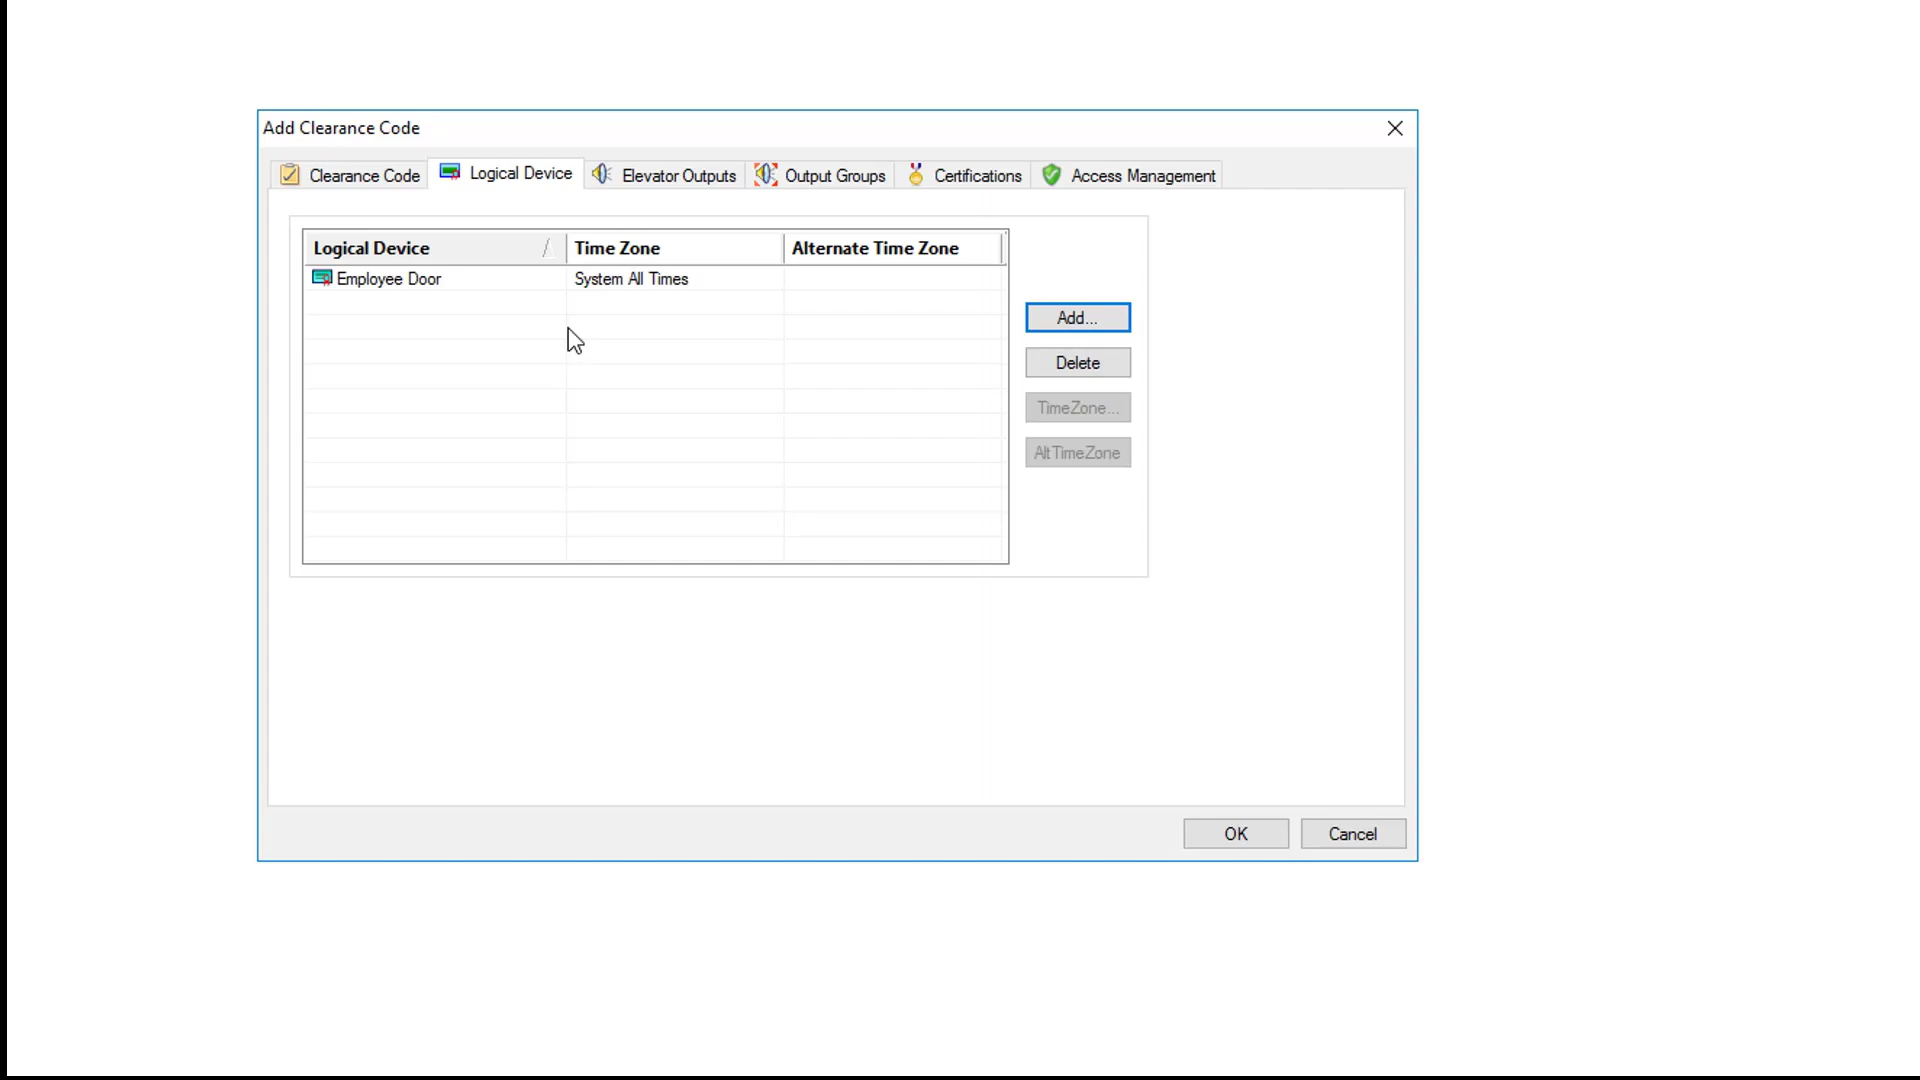 Add Clearance Code
Clearance Code Logical Device Elevator Outputs Output Groups Certifications Access Management
Logical Device Time Zone Alternate Time Zone
Employee Door System All Times
Add...
Delete
TimeZone...
AltTimeZone
OK Cancel